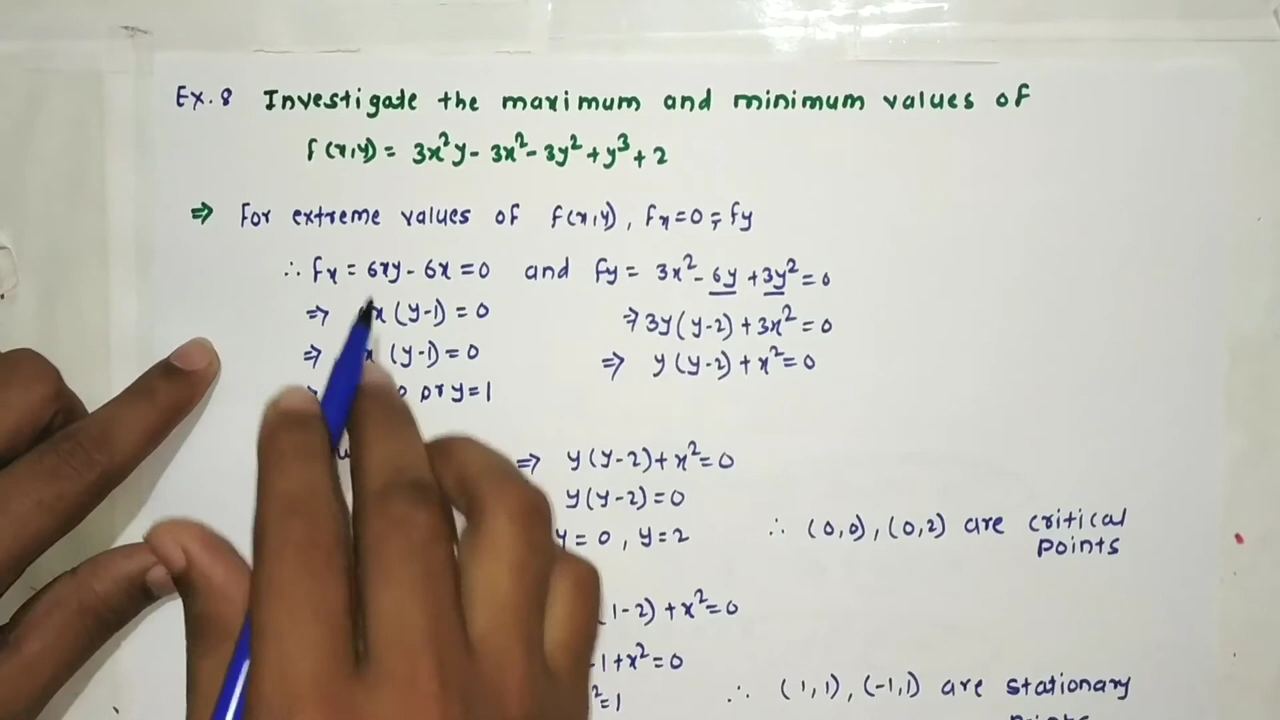 Ex. 8 Investigate the maximum and minimum values of
f(x,y) = 3x²y - 3x² - 3y² + y³ + 2
⇒ For extreme values of f(x,y), fx = 0 = fy
∴ fx = 6xy - 6x = 0 and fy = 3x² - 6y + 3y² = 0
⇒ x (y-1) = 0 ⇒ 3y(y-2) + 3x² = 0
⇒ x (y-1) = 0 ⇒ y(y-2) + x² = 0
or y = 1
⇒ y(y-2) + x² = 0
y(y-2) = 0
y = 0, y = 2 ∴ (0,0), (0,2) are critical
points
(1-2) + x² = 0
-1 + x² = 0
² = 1 ∴ (1,1), (-1,1) are stationary